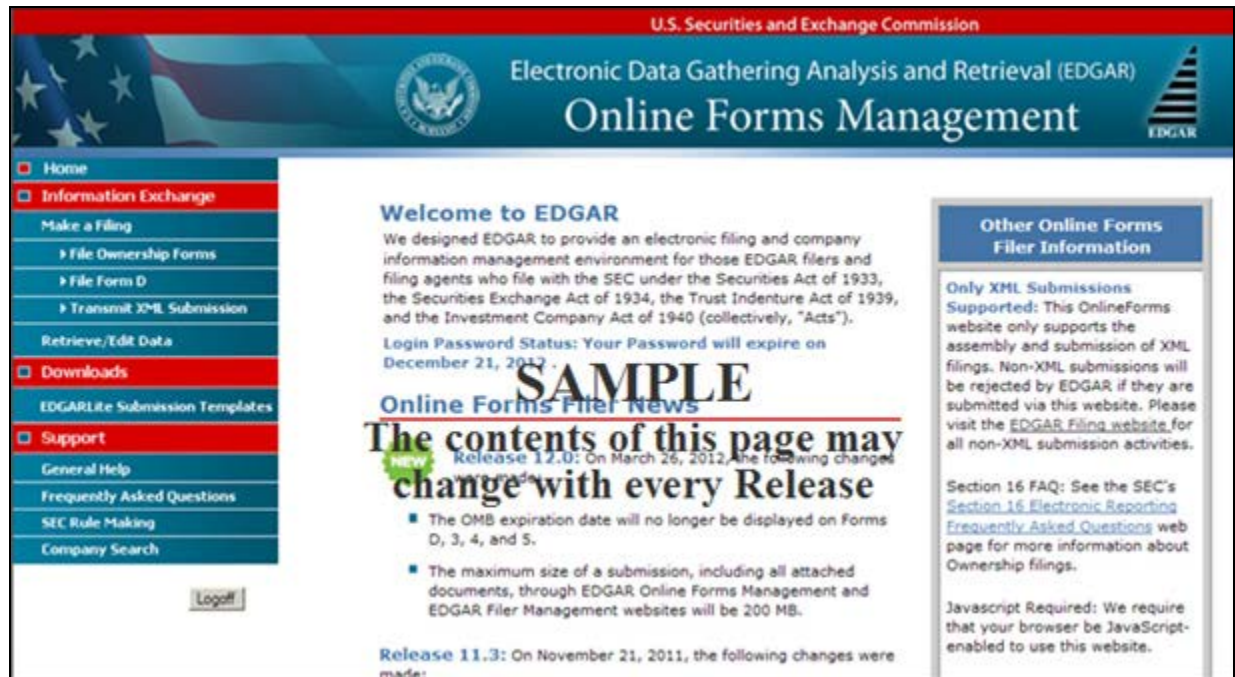 U.S. Securities and Exchange Commission
Electronic Data Gathering Analysis and Retrieval (EDGAR)
Online Forms Management
EDGAR
Home
Information Exchange
Make a Filing
File Ownership Forms
File Form D
Transmit XML Submission
Retrieve/Edit Data
Downloads
EDGARLite Submission Templates
Support
General Help
Frequently Asked Questions
SEC Rule Making
Company Search
Logoff
Welcome to EDGAR
We designed EDGAR to provide an electronic filing and company
information management environment for those EDGAR filers and
filing agents who file with the SEC under the Securities Act of 1933,
the Securities Exchange Act of 1934, the Trust Indenture Act of 1939,
and the Investment Company Act of 1940 (collectively, "Acts").
Login Password Status: Your Password will expire on
December 21, 2012 .
SAMPLE
Online Forms Filer News
The contents of this page may
NEW
Release 12.0: On March 26, 2012, the following changes
were made:
change with every Release
The OMB expiration date will no longer be displayed on Forms
D, 3, 4, and 5.
The maximum size of a submission, including all attached
documents, through EDGAR Online Forms Management and
EDGAR Filer Management websites will be 200 MB.
Release 11.3: On November 21, 2011, the following changes were
made:
Other Online Forms
Filer Information
Only XML Submissions
Supported: This OnlineForms
website only supports the
assembly and submission of XML
filings. Non-XML submissions will
be rejected by EDGAR if they are
submitted via this website. Please
visit the EDGAR Filing website for
all non-XML submission activities.
Section 16 FAQ: See the SEC's
Section 16 Electronic Reporting
Frequently Asked Questions web
page for more information about
Ownership filings.
Javascript Required: We require
that your browser be JavaScript-
enabled to use this website.